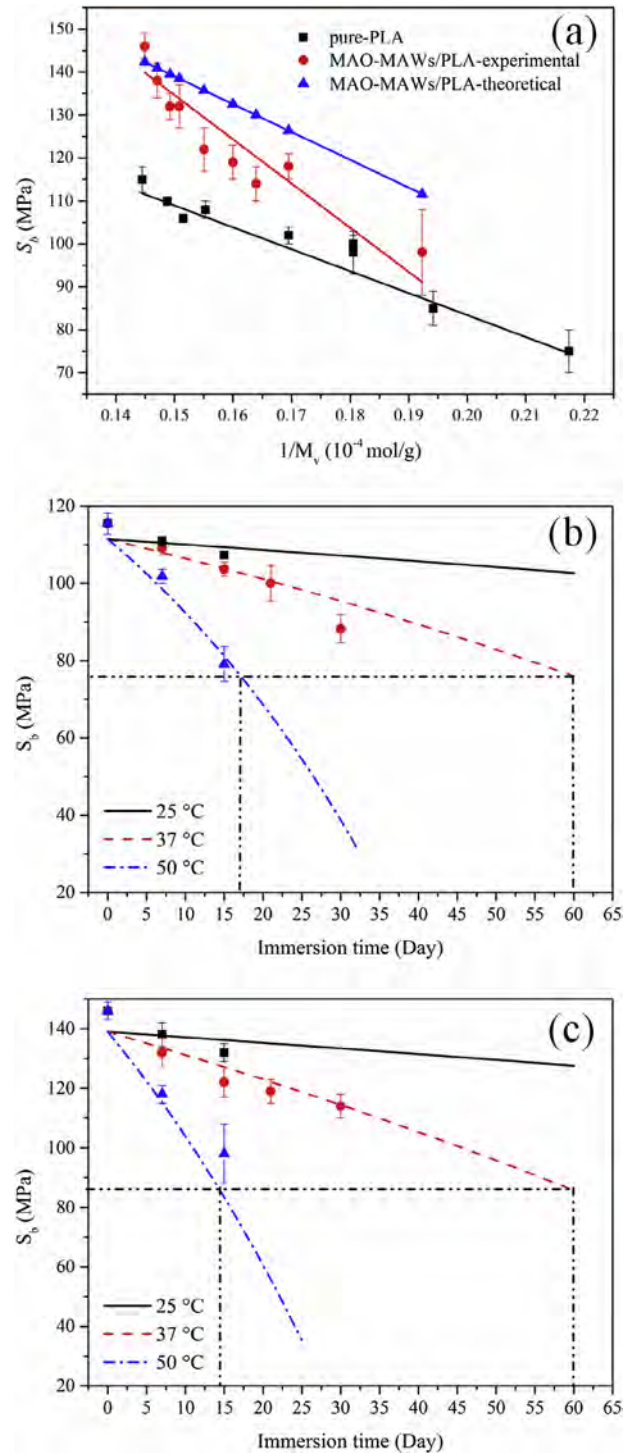 (a)
pure-PLA
MAO-MAWs/PLA-experimental
MAO-MAWs/PLA-theoretical
150
140
130
120
110
100
90
80
70
S_b (MPa)
0.14 0.15 0.16 0.17 0.18 0.19 0.20 0.21 0.22
1/M_v (10⁻⁴ mol/g)
(b)
120
100
80
60
40
20
S_b (MPa)
25 °C
37 °C
50 °C
0 5 10 15 20 25 30 35 40 45 50 55 60 65
Immersion time (Day)
(c)
140
120
100
80
60
40
20
S_b (MPa)
25 °C
37 °C
50 °C
0 5 10 15 20 25 30 35 40 45 50 55 60 65
Immersion time (Day)